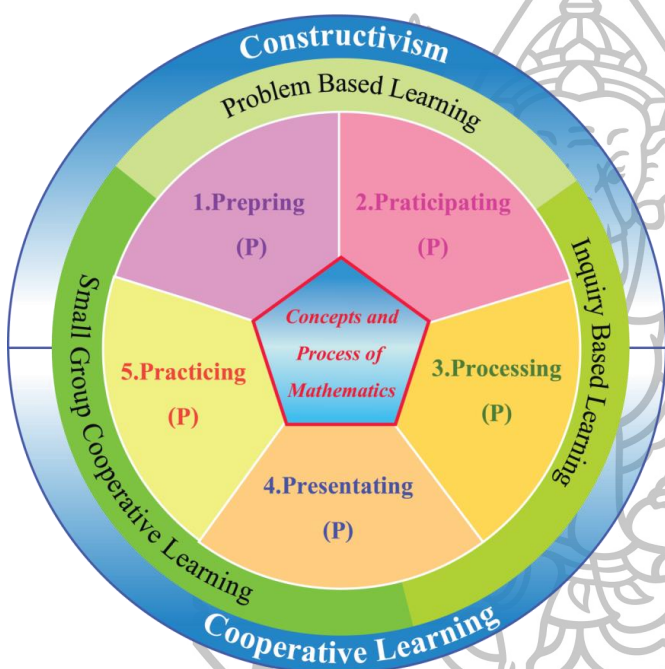 Constructivism
Problem Based Learning
1.Prepring
(P)
2.Praticipating
(P)
Inquiry Based Learning
Small Group Cooperative Learning
Concepts and
Process of
Mathematics
5.Practicing
(P)
3.Processing
(P)
4.Presentating
(P)
Cooperative Learning